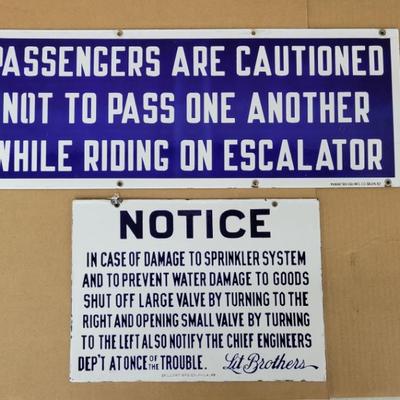 PASSENGERS ARE CAUTIONED
NOT TO PASS ONE ANOTHER
WHILE RIDING ON ESCALATOR
NOTICE
IN CASE OF DAMAGE TO SPRINKLER SYSTEM
AND TO PREVENT WATER DAMAGE TO GOODS
SHUT OFF LARGE VALVE BY TURNING TO THE
RIGHT AND OPENING SMALL VALVE BY TURNING
TO THE LEFT ALSO NOTIFY THE CHIEF ENGINEERS
DEP'T AT ONCE OF THE TROUBLE. Lit Brothers